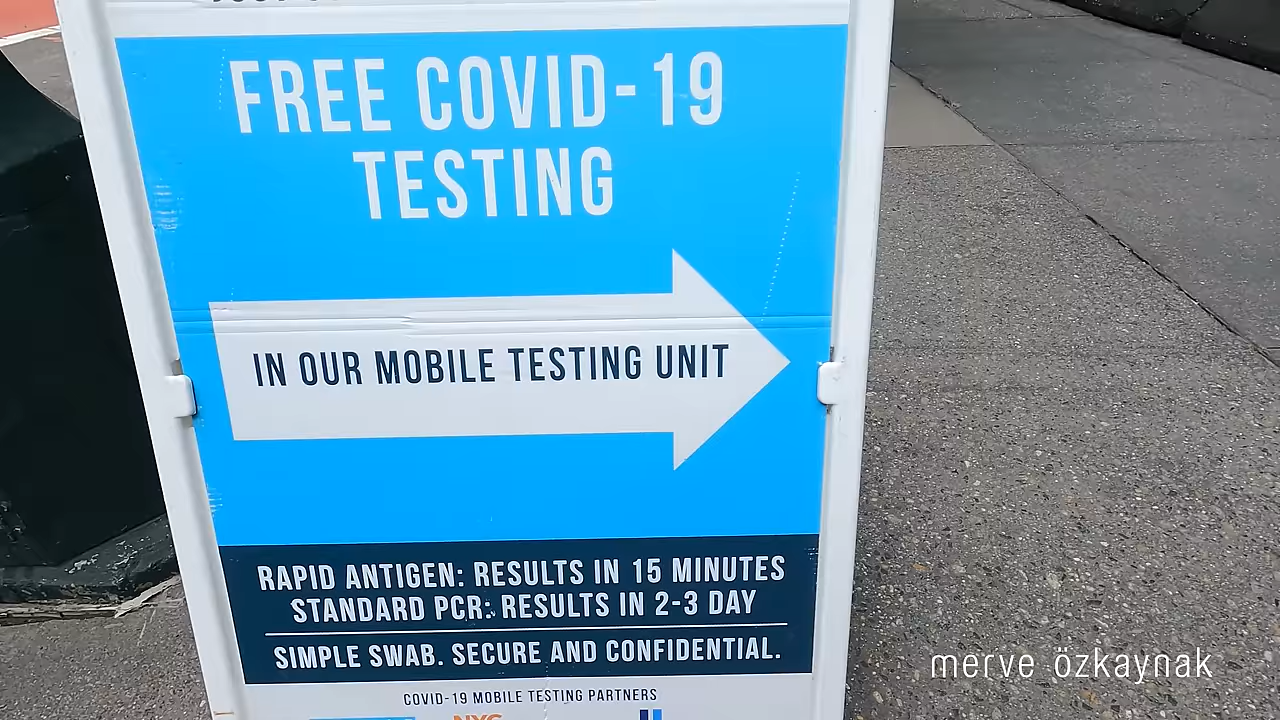 FREE COVID-19
TESTING
IN OUR MOBILE TESTING UNIT
RAPID ANTIGEN: RESULTS IN 15 MINUTES
STANDARD PCR: RESULTS IN 2-3 DAY
SIMPLE SWAB. SECURE AND CONFIDENTIAL.
merve özkaynak
COVID-19 MOBILE TESTING PARTNERS
NYC